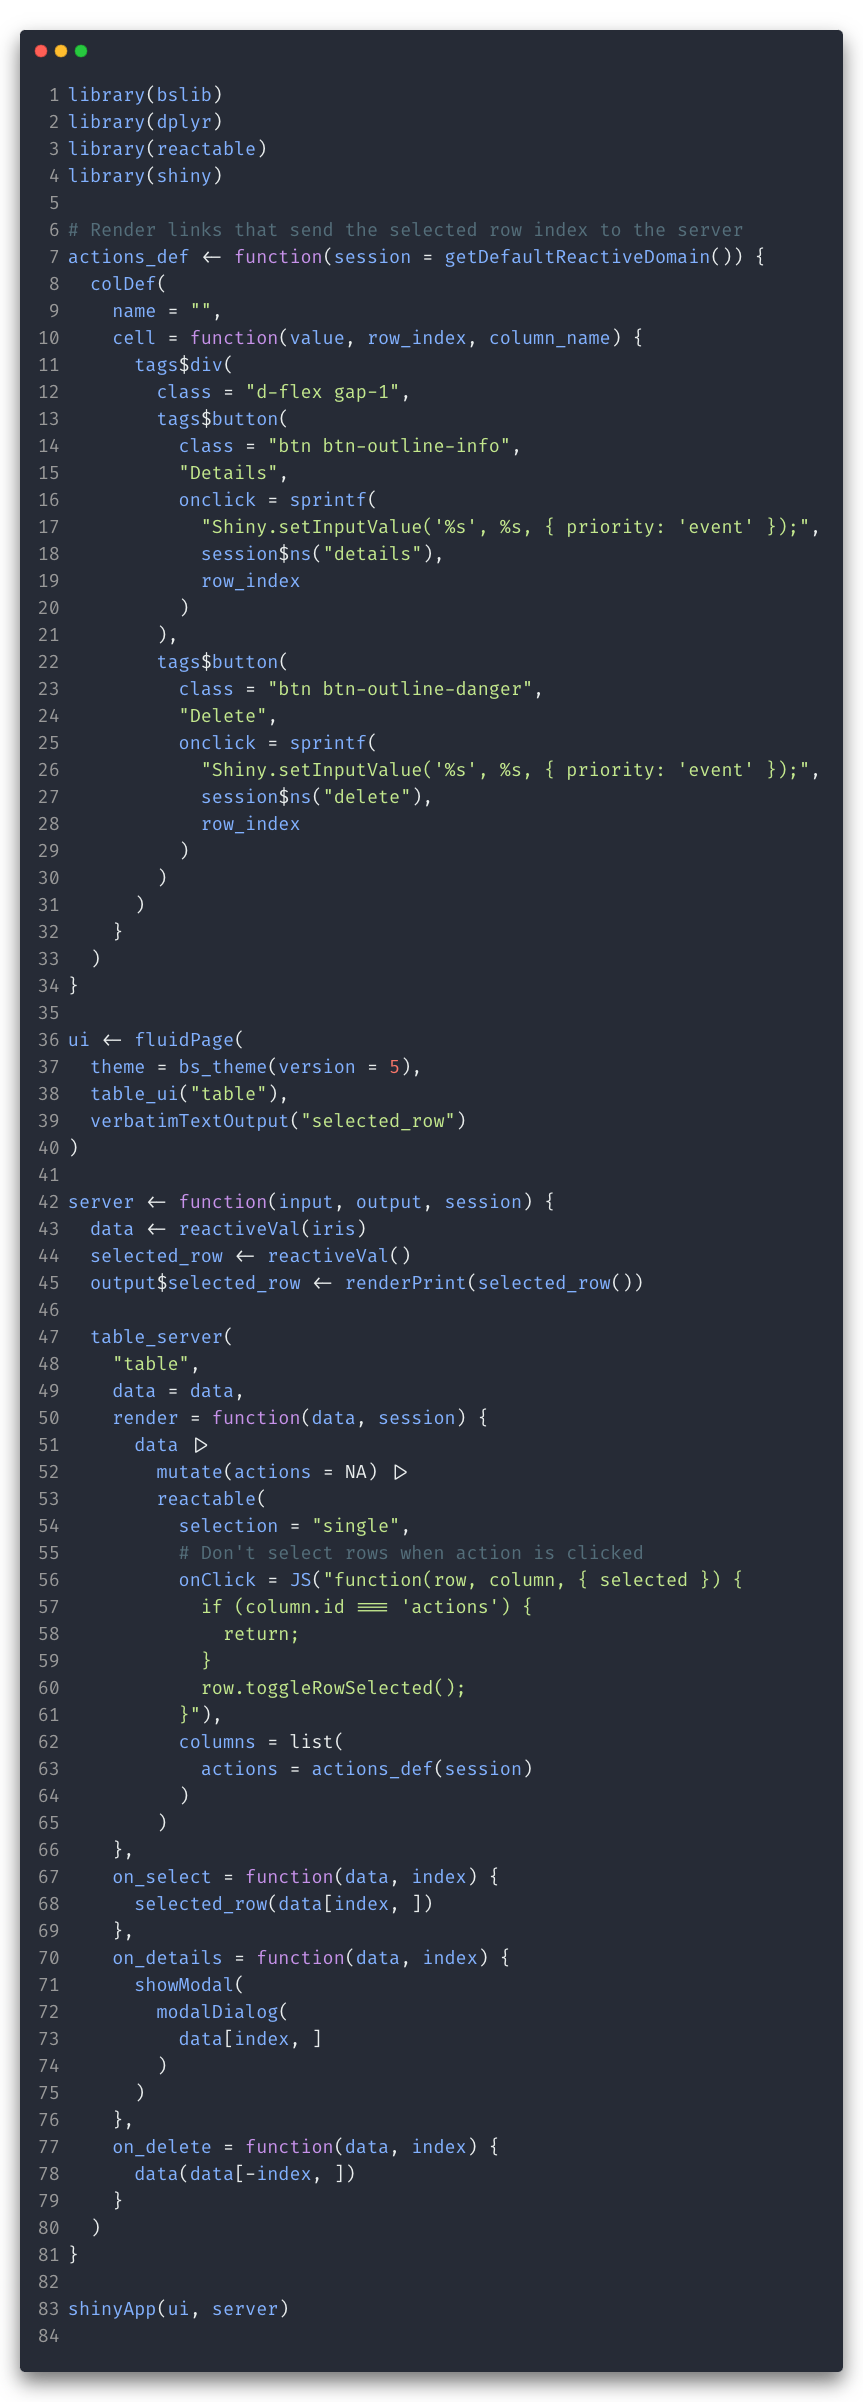 1 library(bslib)
2 library(dplyr)
3 library(reactable)
4 library(shiny)
5
6 # Render links that send the selected row index to the server
7 actions_def <- function(session = getDefaultReactiveDomain()) {
8   colDef(
9     name = "",
10     cell = function(value, row_index, column_name) {
11       tags$div(
12         class = "d-flex gap-1",
13         tags$button(
14           class = "btn btn-outline-info",
15           "Details",
16           onclick = sprintf(
17             "Shiny.setInputValue('%s', %s, { priority: 'event' });",
18             session$ns("details"),
19             row_index
20           )
21         ),
22         tags$button(
23           class = "btn btn-outline-danger",
24           "Delete",
25           onclick = sprintf(
26             "Shiny.setInputValue('%s', %s, { priority: 'event' });",
27             session$ns("delete"),
28             row_index
29           )
30         )
31       )
32     }
33   )
34 }
35
36 ui <- fluidPage(
37   theme = bs_theme(version = 5),
38   table_ui("table"),
39   verbatimTextOutput("selected_row")
40 )
41
42 server <- function(input, output, session) {
43   data <- reactiveVal(iris)
44   selected_row <- reactiveVal()
45   output$selected_row <- renderPrint(selected_row())
46
47   table_server(
48     "table",
49     data = data,
50     render = function(data, session) {
51       data |>
52         mutate(actions = NA) |>
53         reactable(
54           selection = "single",
55           # Don't select rows when action is clicked
56           onClick = JS("function(row, column, { selected }) {
57             if (column.id === 'actions') {
58               return;
59             }
60             row.toggleRowSelected();
61           }"),
62           columns = list(
63             actions = actions_def(session)
64           )
65         )
66     },
67     on_select = function(data, index) {
68       selected_row(data[index, ])
69     },
70     on_details = function(data, index) {
71       showModal(
72         modalDialog(
73           data[index, ]
74         )
75       )
76     },
77     on_delete = function(data, index) {
78       data(data[-index, ])
79     }
80   )
81 }
82
83 shinyApp(ui, server)
84